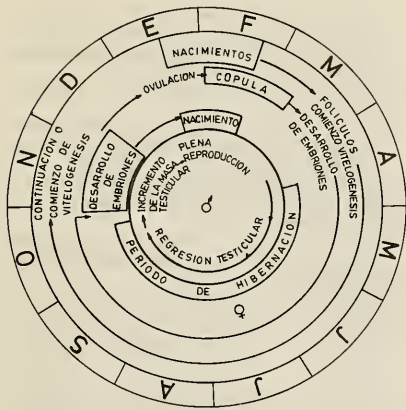 E
F
M
A
M
J
J
A
S
O
N
D
NACIMIENTOS
OVULACION
COPULA
FOLICULOS
COMIENZO VITELOGENESIS
DESARROLLO
DE EMBRIONES
CONTINUACION O
COMIENZO DE
VITELOGENESIS
DESARROLLO
DE
EMBRIONES
NACIMIENTO
PLENA
REPRODUCCION
INCREMENTO
DE LA MASA
TESTICULAR
♂
REGRESION TESTICULAR
PERIODO DE HIBERNACION
♀